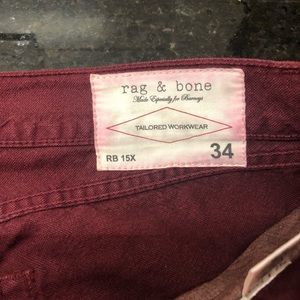 rag & bone
Made Especially for Barneys
TAILORED WORKWEAR
RB 15X
34